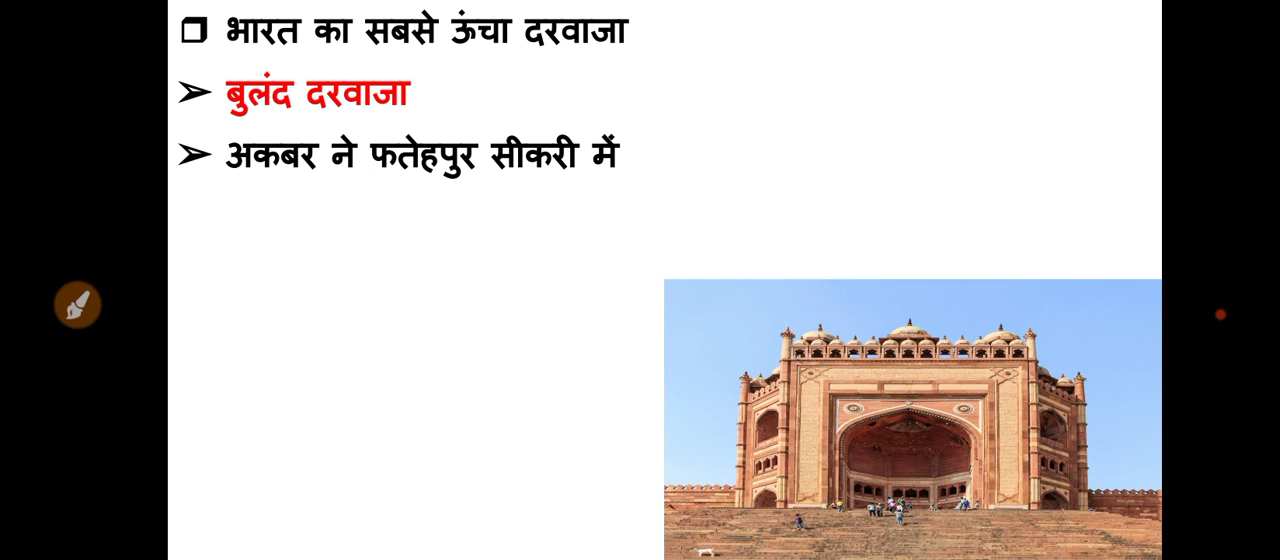 ❒ भारत का सबसे ऊंचा दरवाजा
➢ बुलंद दरवाजा
➢ अकबर ने फतेहपुर सीकरी में